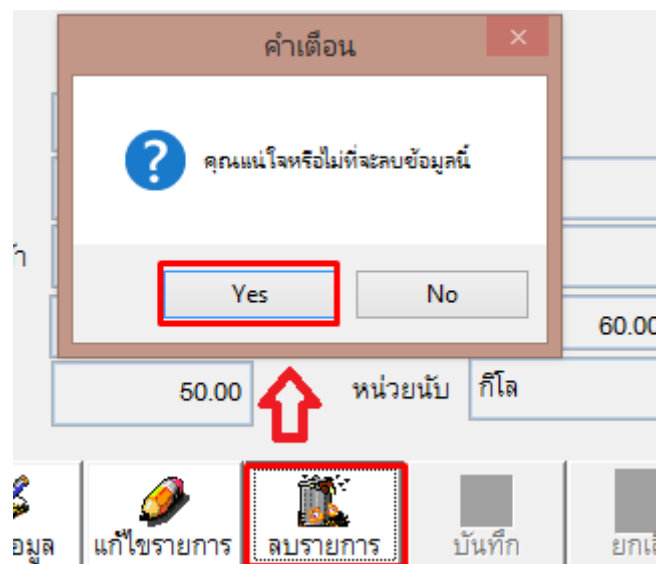 คำเตือน
คุณแน่ใจหรือไม่ที่จะลบข้อมูลนี้
Yes No
60.00
50.00 หน่วยนับ กิโล
แก้ไขรายการ ลบรายการ บันทึก